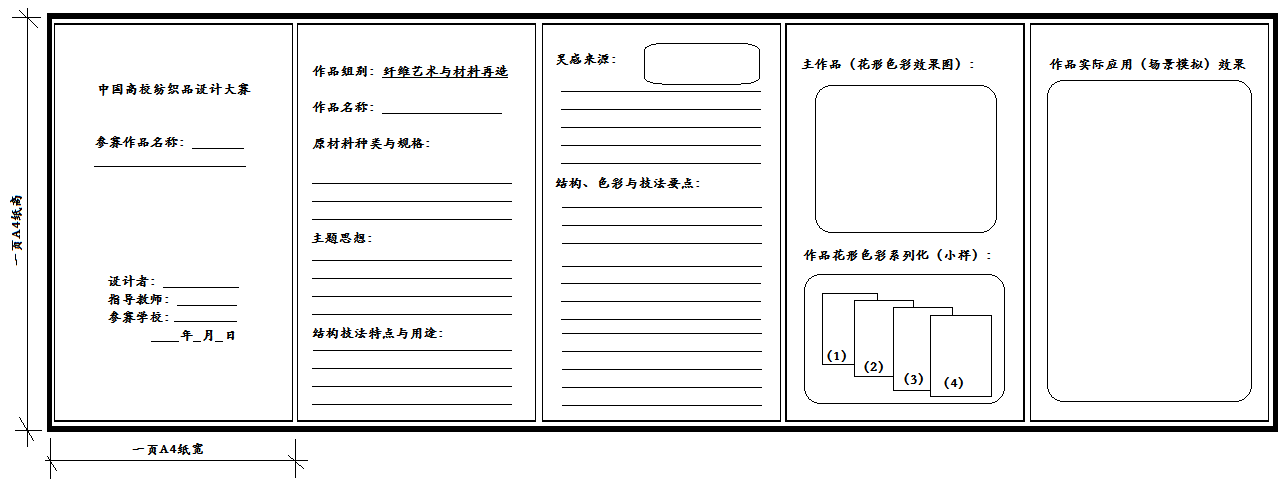 一页A4纸高
中国高校纺织品设计大赛
参赛作品名称:
设计者:
指导教师:
参赛学校:
年 月 日
作品组别: 纤维艺术与材料再造
作品名称:
原材料种类与规格:
主题思想:
结构技法特点与用途:
灵感来源:
结构、色彩与技法要点:
主作品 (花形色彩效果图):
作品花形色彩系列化 (小样):
(1)
(2)
(3)
(4)
作品实际应用 (场景模拟) 效果
一页A4纸宽